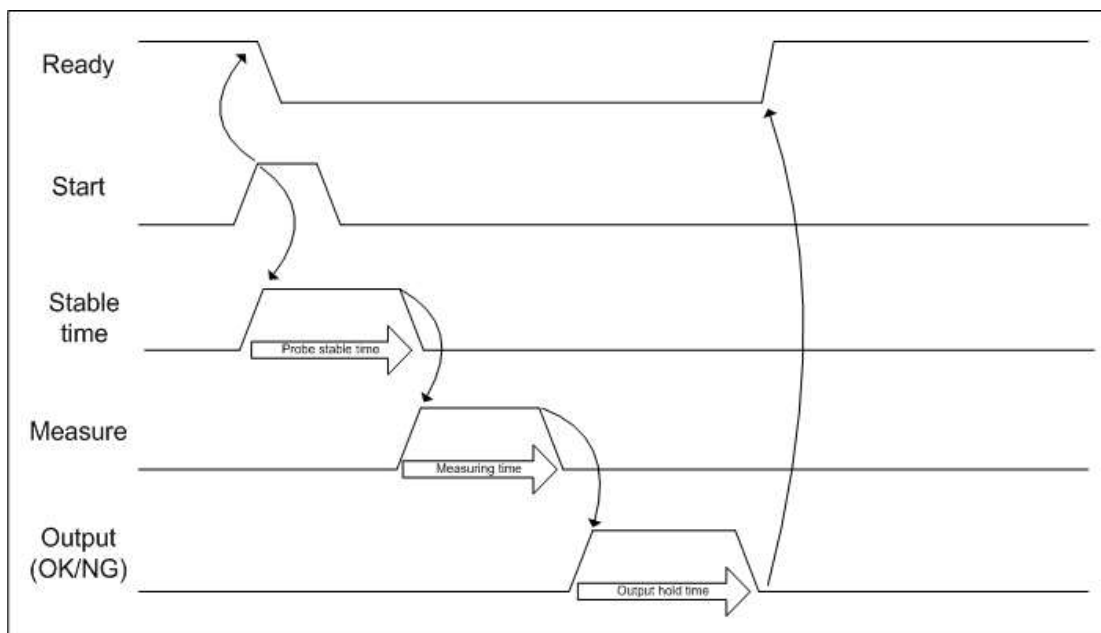 Ready
Start
Stable
time
Probe stable time
Measure
Measuring time
Output
(OK/NG)
Output hold time